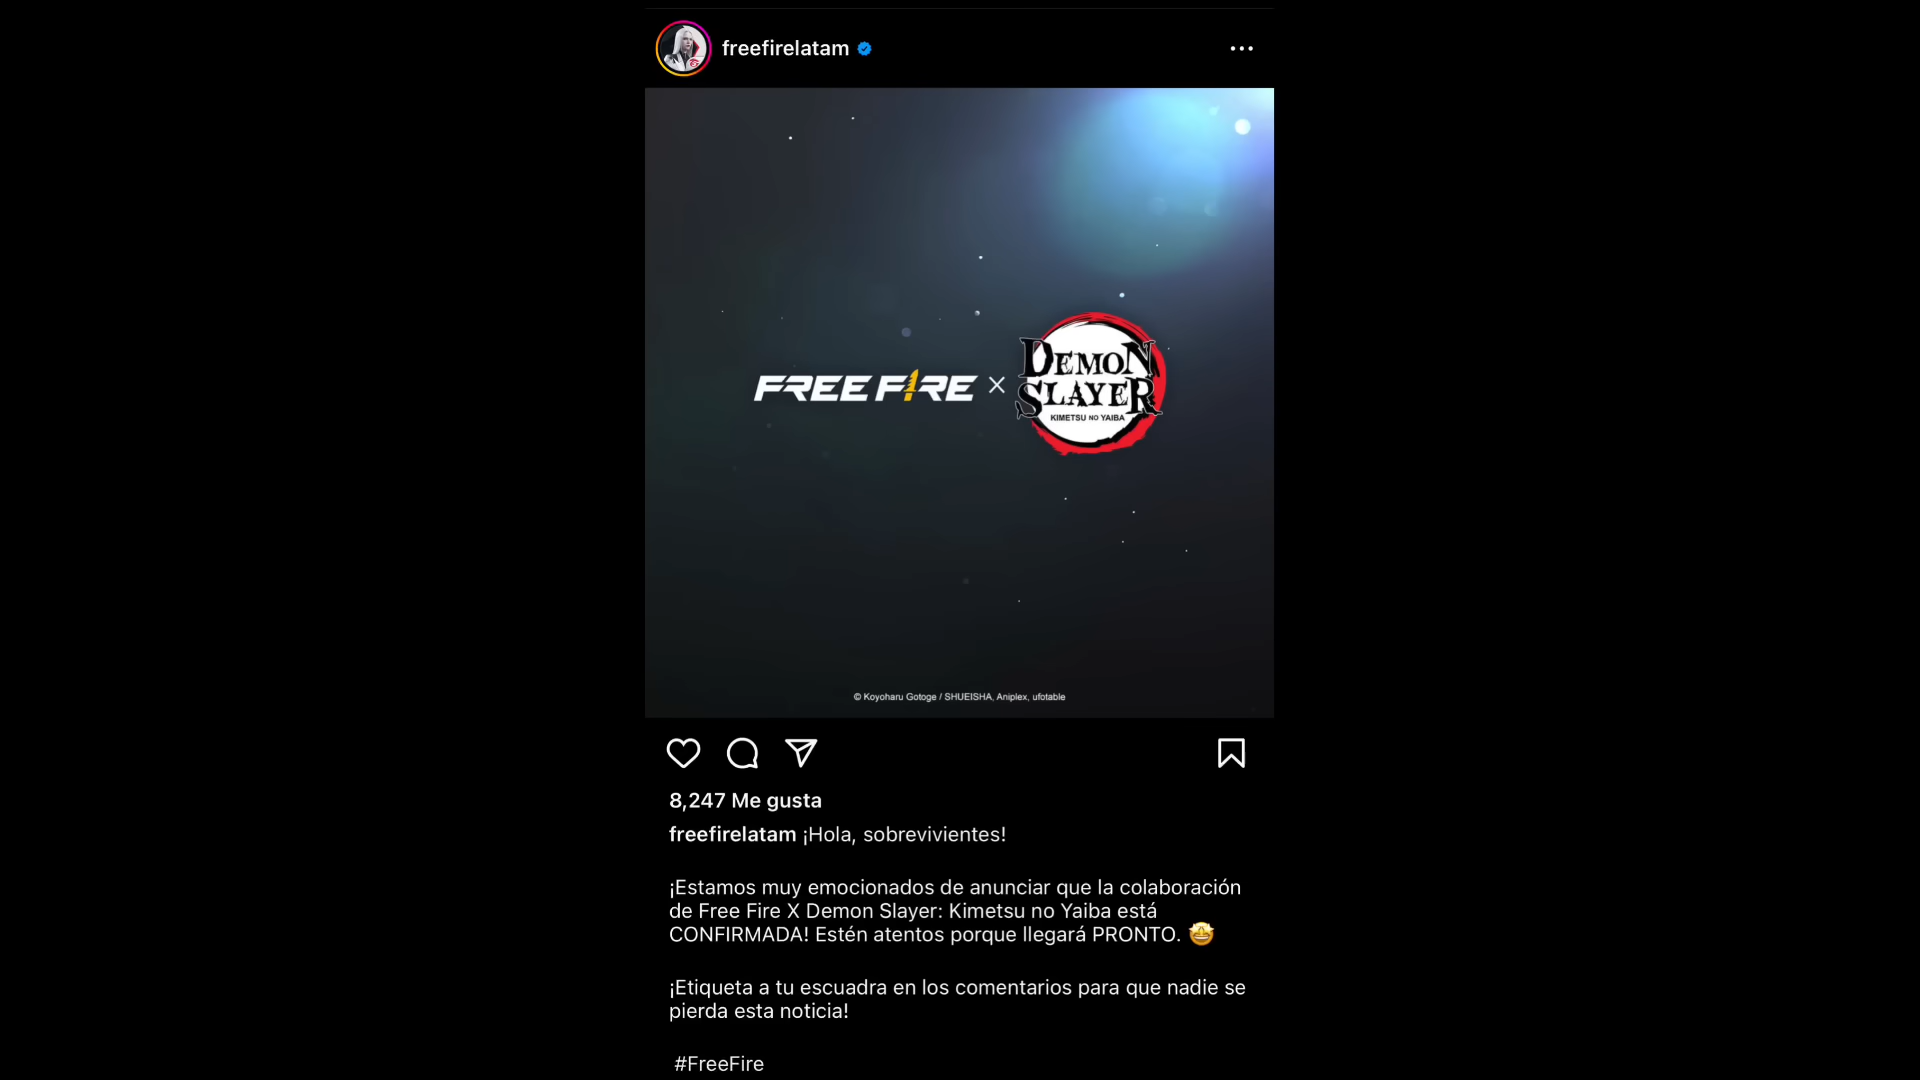 freefirelatam
FREE FIRE X DEMON SLAYER
KIMETSU NO YAIBA
© Koyoharu Gotoge / SHUEISHA, Aniplex, ufotable
8,247 Me gusta
freefirelatam ¡Hola, sobrevivientes!
¡Estamos muy emocionados de anunciar que la colaboración
de Free Fire X Demon Slayer: Kimetsu no Yaiba está
CONFIRMADA! Estén atentos porque llegará PRONTO. 🤩
¡Etiqueta a tu escuadra en los comentarios para que nadie se
pierda esta noticia!
#FreeFire